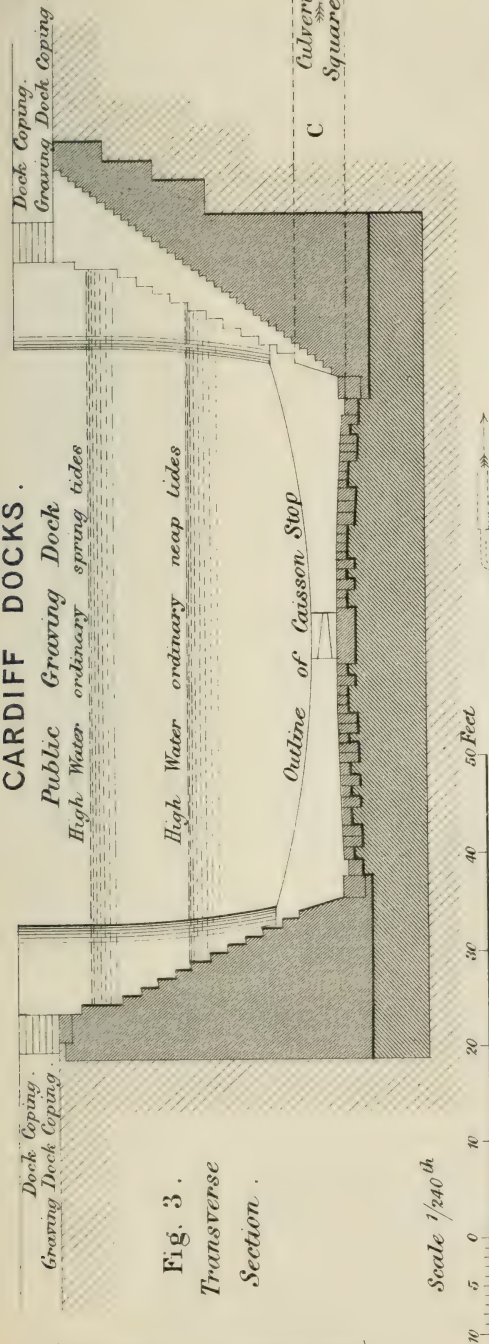 CARDIFF DOCKS.
Public Graving Dock
High Water ordinary spring tides
High Water ordinary neap tides
Outline of Caisson Stop
Dock Coping.
Graving Dock Coping.
Dock Coping.
Graving Dock Coping
C
Culvert
Square
Fig. 3.
Transverse
Section.
Scale 1/240th
10 5 0 10 20 30 40 50 Feet